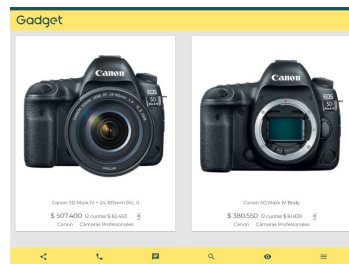 Gadget
Canon
EOS
5D
Mark IV
Canon
EOS
5D
Canon 5D Mark IV + 24-105mm f/4L II
$ 507.400 12 cuotas $ 82.453
Canon Cámaras Profesionales
Canon 5D Mark IV Body
$ 380.550 12 cuotas $ 61.839
Canon Cámaras Profesionales